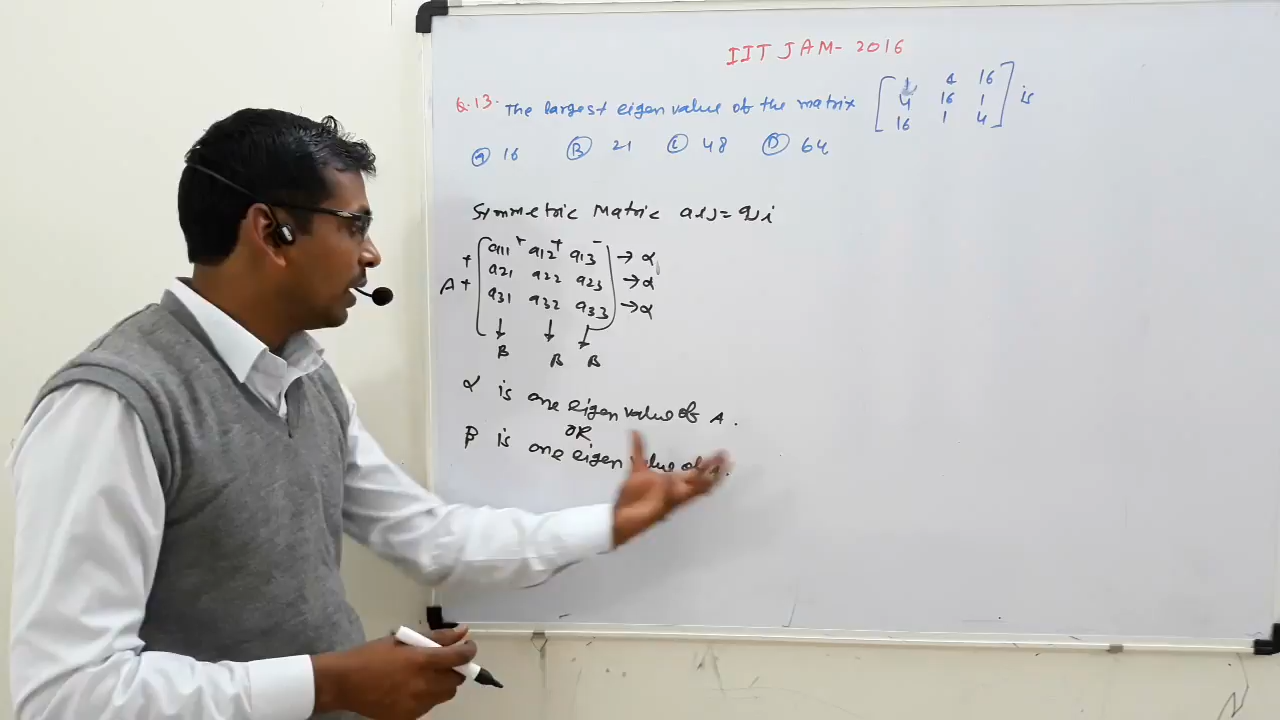 IIT JAM- 2016
Q.13. The largest eigen value of the matrix [ 1 4 16
4 16 1
16 1 4 ] is
(a) 16 (B) 21 (C) 48 (D) 64
Symmetric Matric aij = aji
+ a11 + a12 + a13 - → α
A + a21 a22 a23 → α
a31 a32 a33 → α
↓ ↓ ↓
B B B
α is one eigen value of A.
OR
β is one eigen value of A.